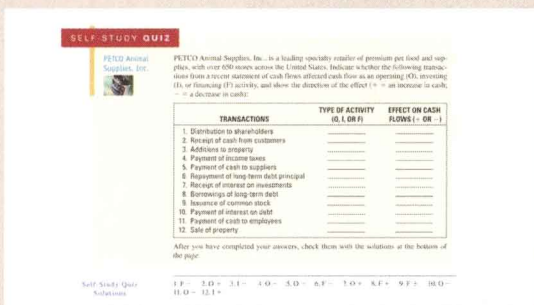 SELF-STUDY QUIZ
PETCO Animal
Supplies, Inc.
PETCO Animal Supplies, Inc., is a leading specialty retailer of premium pet food and sup-
plies, with over 650 stores across the United States. Indicate whether the following transac-
tions from a recent statement of cash flows affected cash flow as an operating (O), investing
(I), or financing (F) activity, and show the direction of the effect (+ = an increase in cash;
− = a decrease in cash):
TRANSACTIONS TYPE OF ACTIVITY (O, I, OR F) EFFECT ON CASH FLOWS (+ OR −)
1. Distribution to shareholders
2. Receipt of cash from customers
3. Additions to property
4. Payment of income taxes
5. Payment of cash to suppliers
6. Repayment of long-term debt principal
7. Receipt of interest on investments
8. Borrowings of long-term debt
9. Issuance of common stock
10. Payment of interest on debt
11. Payment of cash to employees
12. Sale of property
After you have completed your answers, check them with the solutions at the bottom of
the page.
Self-Study Quiz
Solutions
1. F− 2. O+ 3. I− 4. O− 5. O− 6. F− 7. O+ 8. F+ 9. F+ 10. O−
11. O− 12. I+